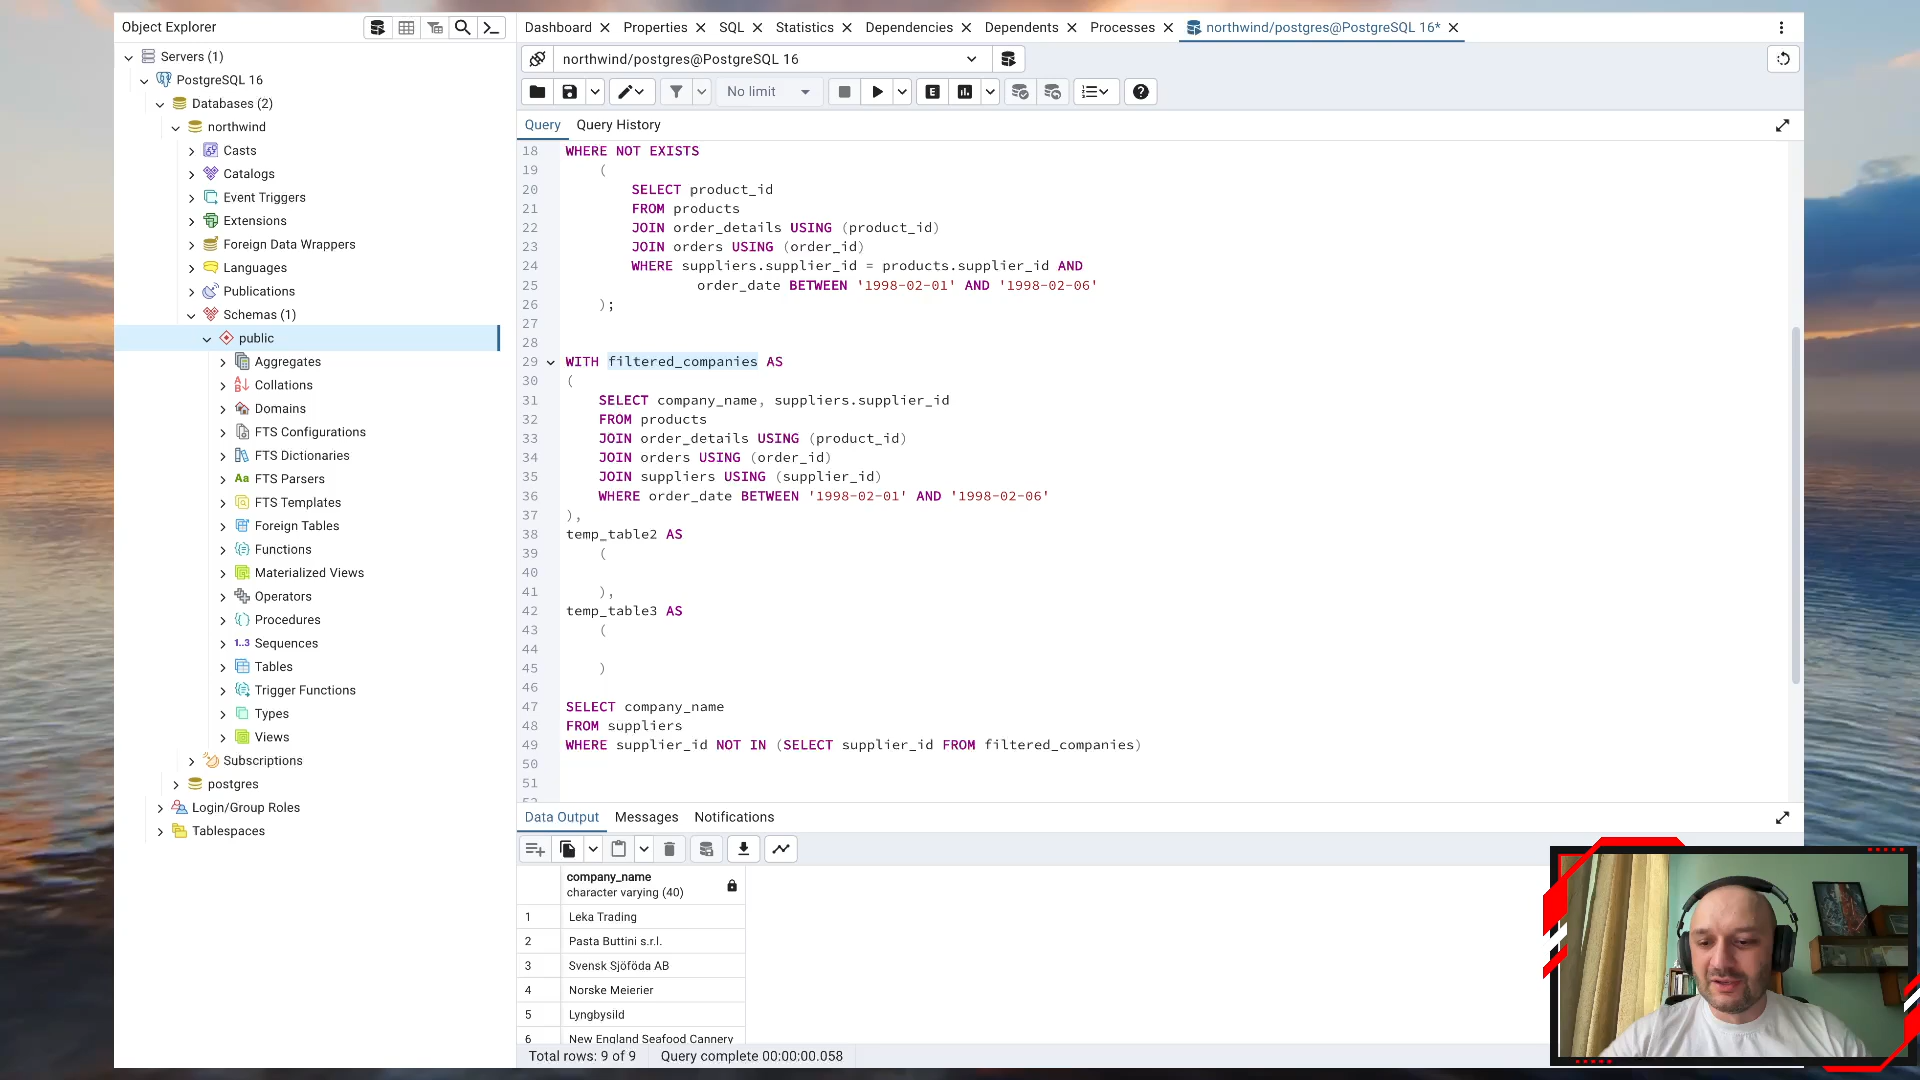 Object Explorer
Servers (1)
PostgreSQL 16
Databases (2)
northwind
Casts
Catalogs
Event Triggers
Extensions
Foreign Data Wrappers
Languages
Publications
Schemas (1)
public
Aggregates
Collations
Domains
FTS Configurations
FTS Dictionaries
Aa FTS Parsers
FTS Templates
Foreign Tables
Functions
Materialized Views
Operators
Procedures
1..3 Sequences
Tables
Trigger Functions
Types
Views
Subscriptions
postgres
Login/Group Roles
Tablespaces
Dashboard Properties SQL Statistics Dependencies Dependents Processes northwind/postgres@PostgreSQL 16*
northwind/postgres@PostgreSQL 16
No limit E
Query Query History
18 WHERE NOT EXISTS
19 (
20 SELECT product_id
21 FROM products
22 JOIN order_details USING (product_id)
23 JOIN orders USING (order_id)
24 WHERE suppliers.supplier_id = products.supplier_id AND
25 order_date BETWEEN '1998-02-01' AND '1998-02-06'
26 );
27
28
29 WITH filtered_companies AS
30 (
31 SELECT company_name, suppliers.supplier_id
32 FROM products
33 JOIN order_details USING (product_id)
34 JOIN orders USING (order_id)
35 JOIN suppliers USING (supplier_id)
36 WHERE order_date BETWEEN '1998-02-01' AND '1998-02-06'
37 ),
38 temp_table2 AS
39 (
40
41 ),
42 temp_table3 AS
43 (
44
45 )
46
47 SELECT company_name
48 FROM suppliers
49 WHERE supplier_id NOT IN (SELECT supplier_id FROM filtered_companies)
50
51
52
Data Output Messages Notifications
company_name
character varying (40)
1 Leka Trading
2 Pasta Buttini s.r.l.
3 Svensk Sjöföda AB
4 Norske Meierier
5 Lyngbysild
6 New England Seafood Cannery
Total rows: 9 of 9 Query complete 00:00:00.058